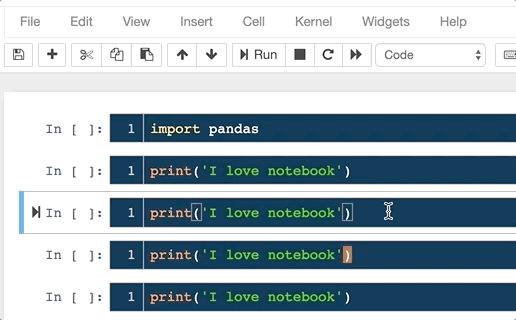 File Edit View Insert Cell Kernel Widgets Help
Run Code
In [ ]: 1 import pandas
In [ ]: 1 print('I love notebook')
In [ ]: 1 print('I love notebook')
In [ ]: 1 print('I love notebook')
In [ ]: 1 print('I love notebook')